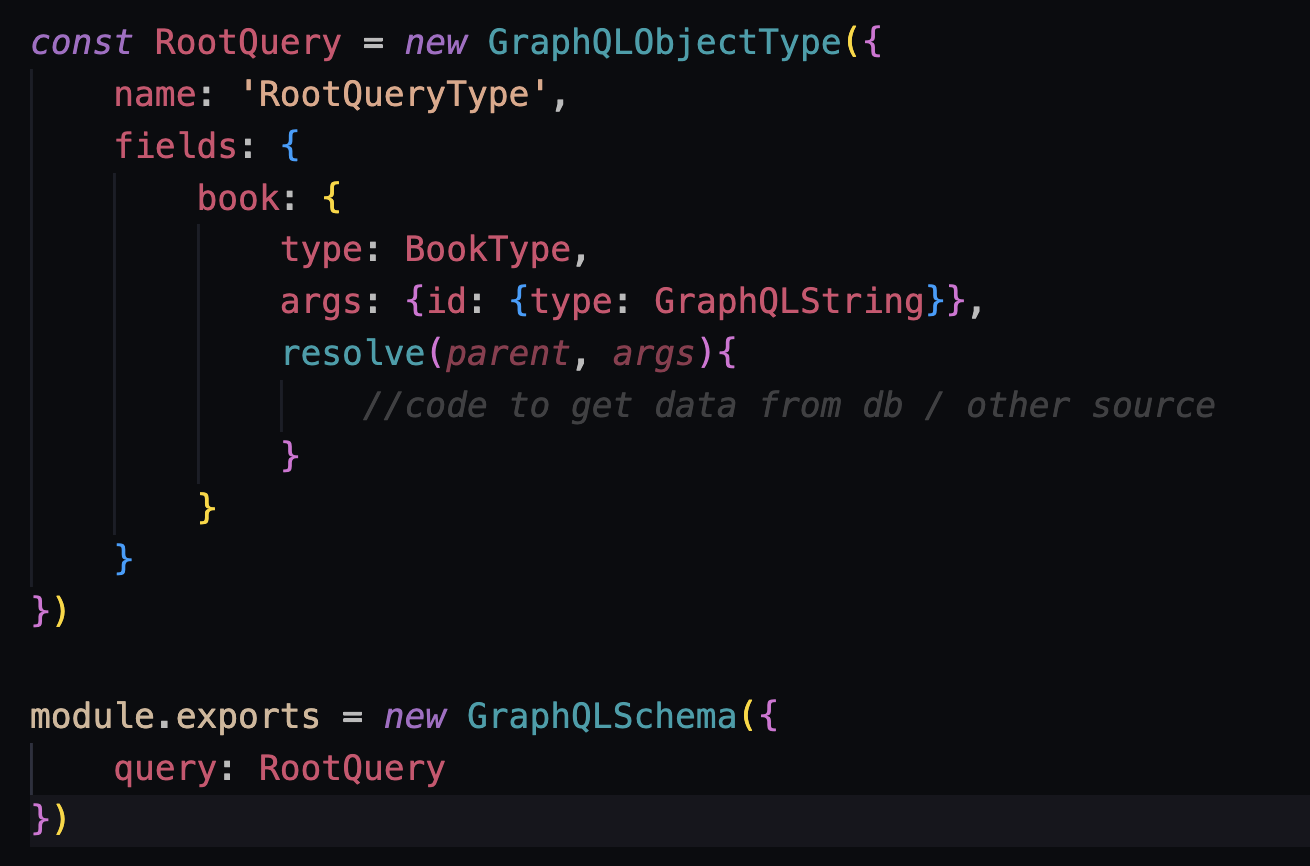 const RootQuery = new GraphQLObjectType({
    name: 'RootQueryType',
    fields: {
        book: {
            type: BookType,
            args: {id: {type: GraphQLString}},
            resolve(parent, args){
                //code to get data from db / other source
            }
        }
    }
})

module.exports = new GraphQLSchema({
    query: RootQuery
})